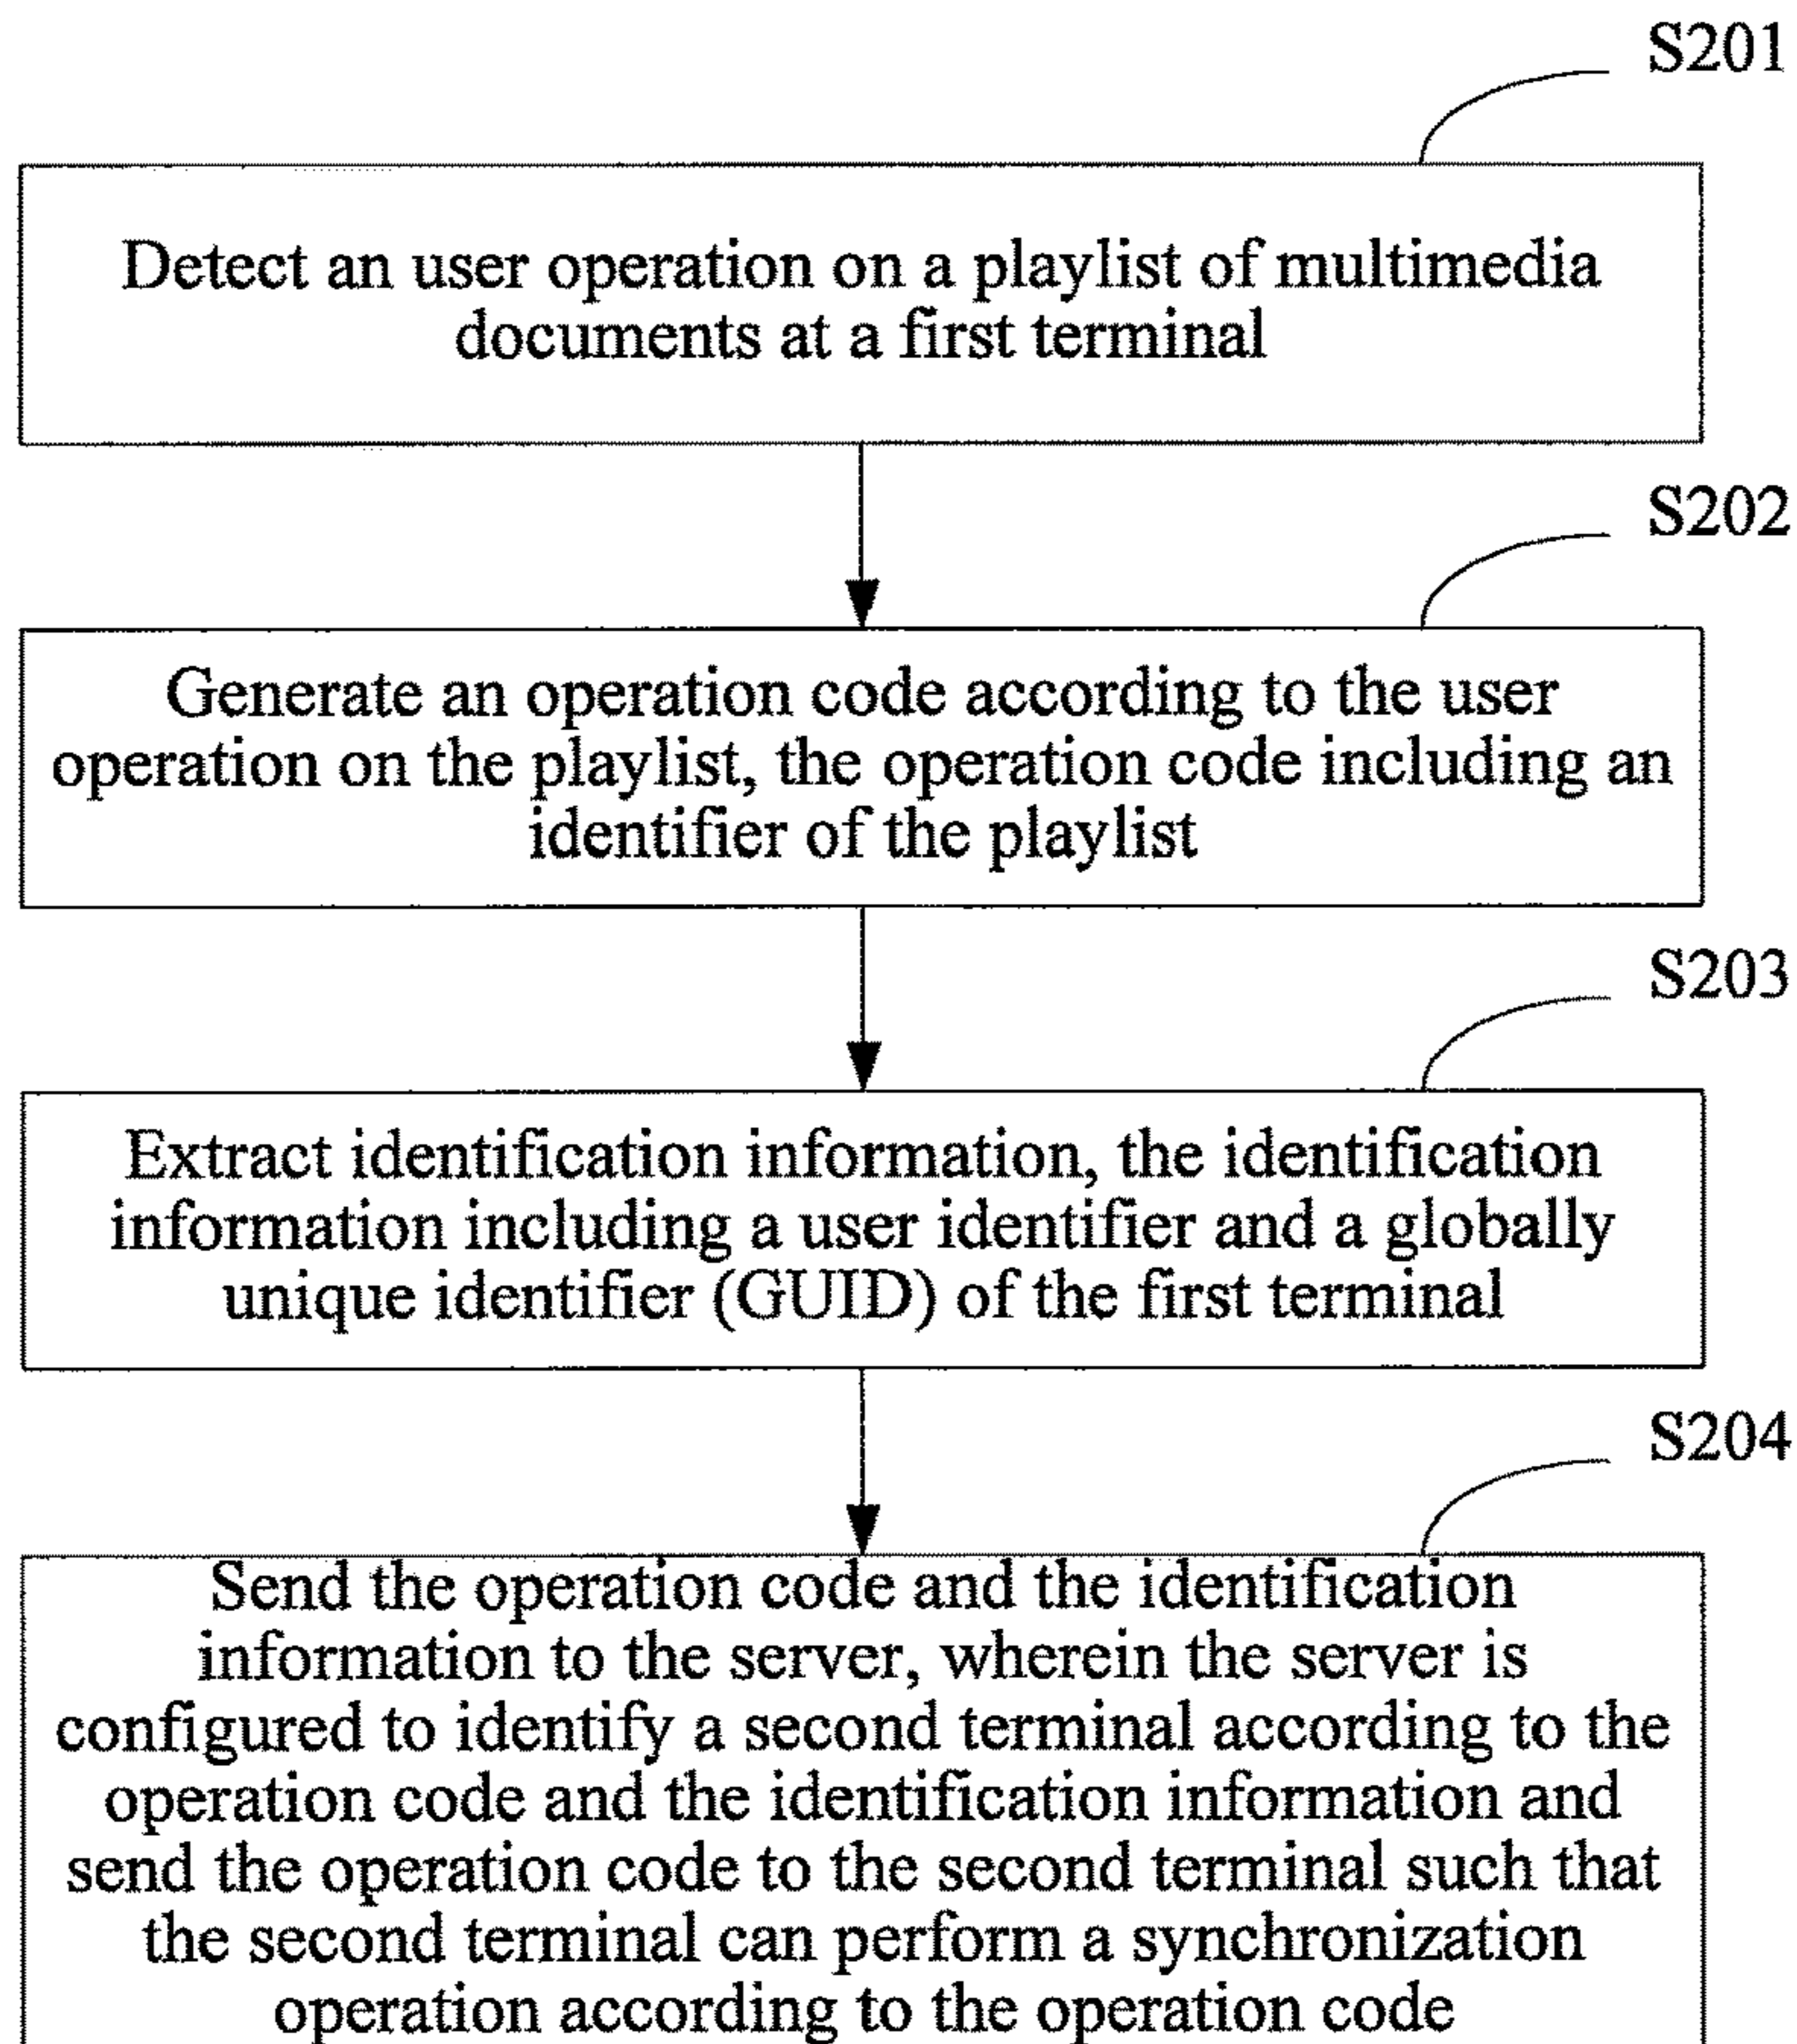 S201
Detect an user operation on a playlist of multimedia
documents at a first terminal
S202
Generate an operation code according to the user
operation on the playlist, the operation code including an
identifier of the playlist
S203
Extract identification information, the identification
information including a user identifier and a globally
unique identifier (GUID) of the first terminal
S204
Send the operation code and the identification
information to the server, wherein the server is
configured to identify a second terminal according to the
operation code and the identification information and
send the operation code to the second terminal such that
the second terminal can perform a synchronization
operation according to the operation code